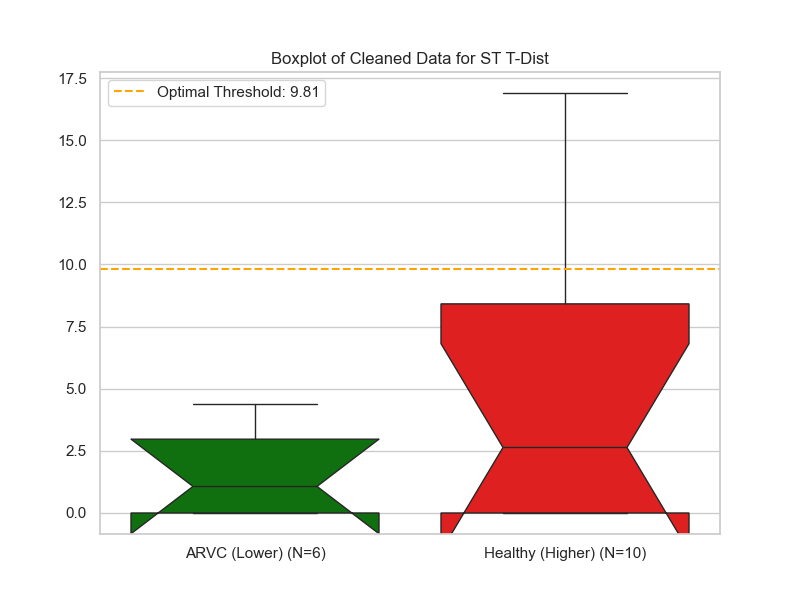 Boxplot of Cleaned Data for ST T-Dist
Optimal Threshold: 9.81
17.5
15.0
12.5
10.0
7.5
5.0
2.5
0.0
ARVC (Lower) (N=6)
Healthy (Higher) (N=10)